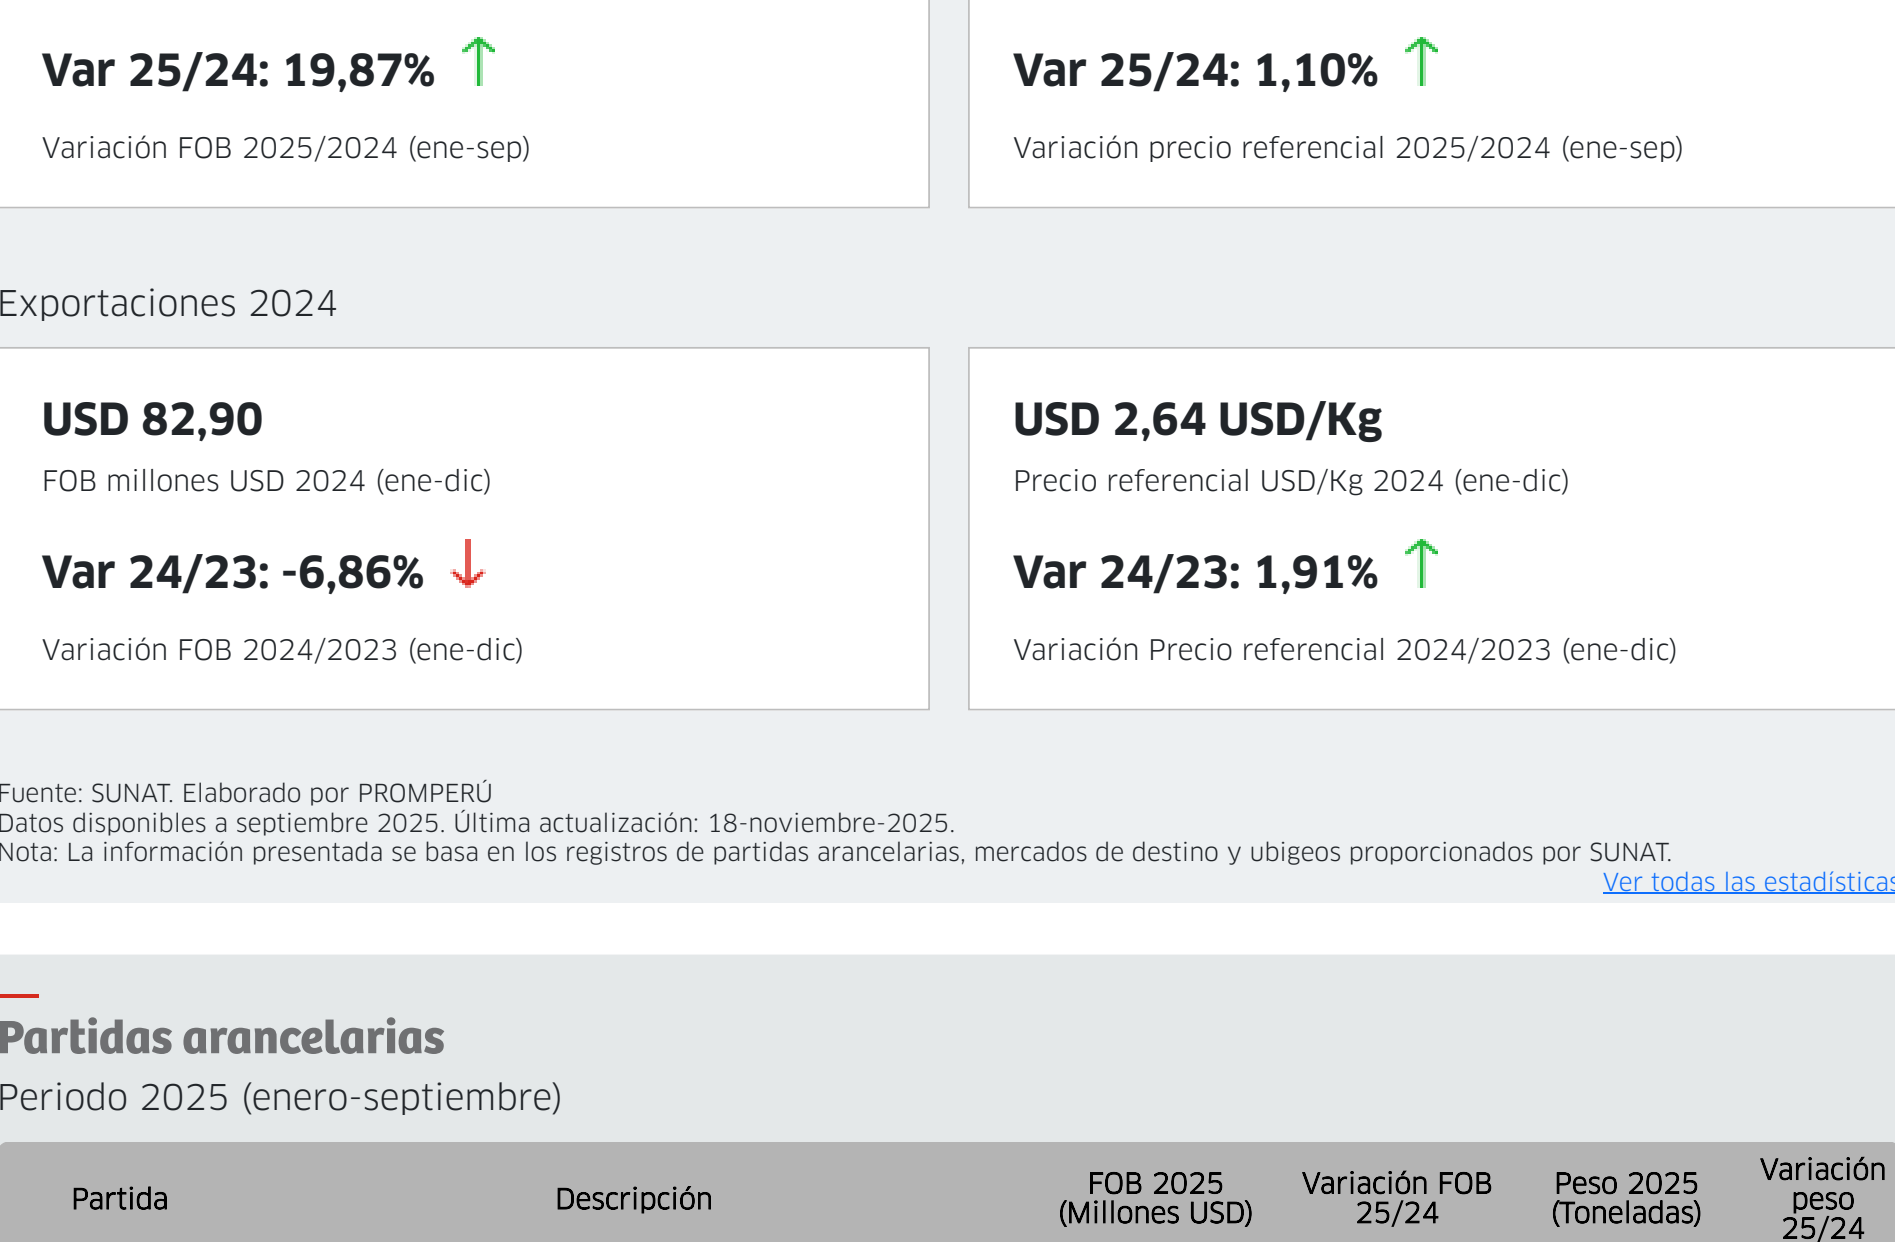 Var 25/24: 19,87%
Variación FOB 2025/2024 (ene-sep)
Var 25/24: 1,10%
Variación precio referencial 2025/2024 (ene-sep)
Exportaciones 2024
USD 82,90
FOB millones USD 2024 (ene-dic)
Var 24/23: -6,86%
Variación FOB 2024/2023 (ene-dic)
USD 2,64 USD/Kg
Precio referencial USD/Kg 2024 (ene-dic)
Var 24/23: 1,91%
Variación Precio referencial 2024/2023 (ene-dic)
Fuente: SUNAT. Elaborado por PROMPERÚ
Datos disponibles a septiembre 2025. Última actualización: 18-noviembre-2025.
Nota: La información presentada se basa en los registros de partidas arancelarias, mercados de destino y ubigeos proporcionados por SUNAT.
Ver todas las estadísticas
Partidas arancelarias
Periodo 2025 (enero-septiembre)
Partida
Descripción
FOB 2025
(Millones USD)
Variación FOB
25/24
Peso 2025
(Toneladas)
Variación
peso
25/24